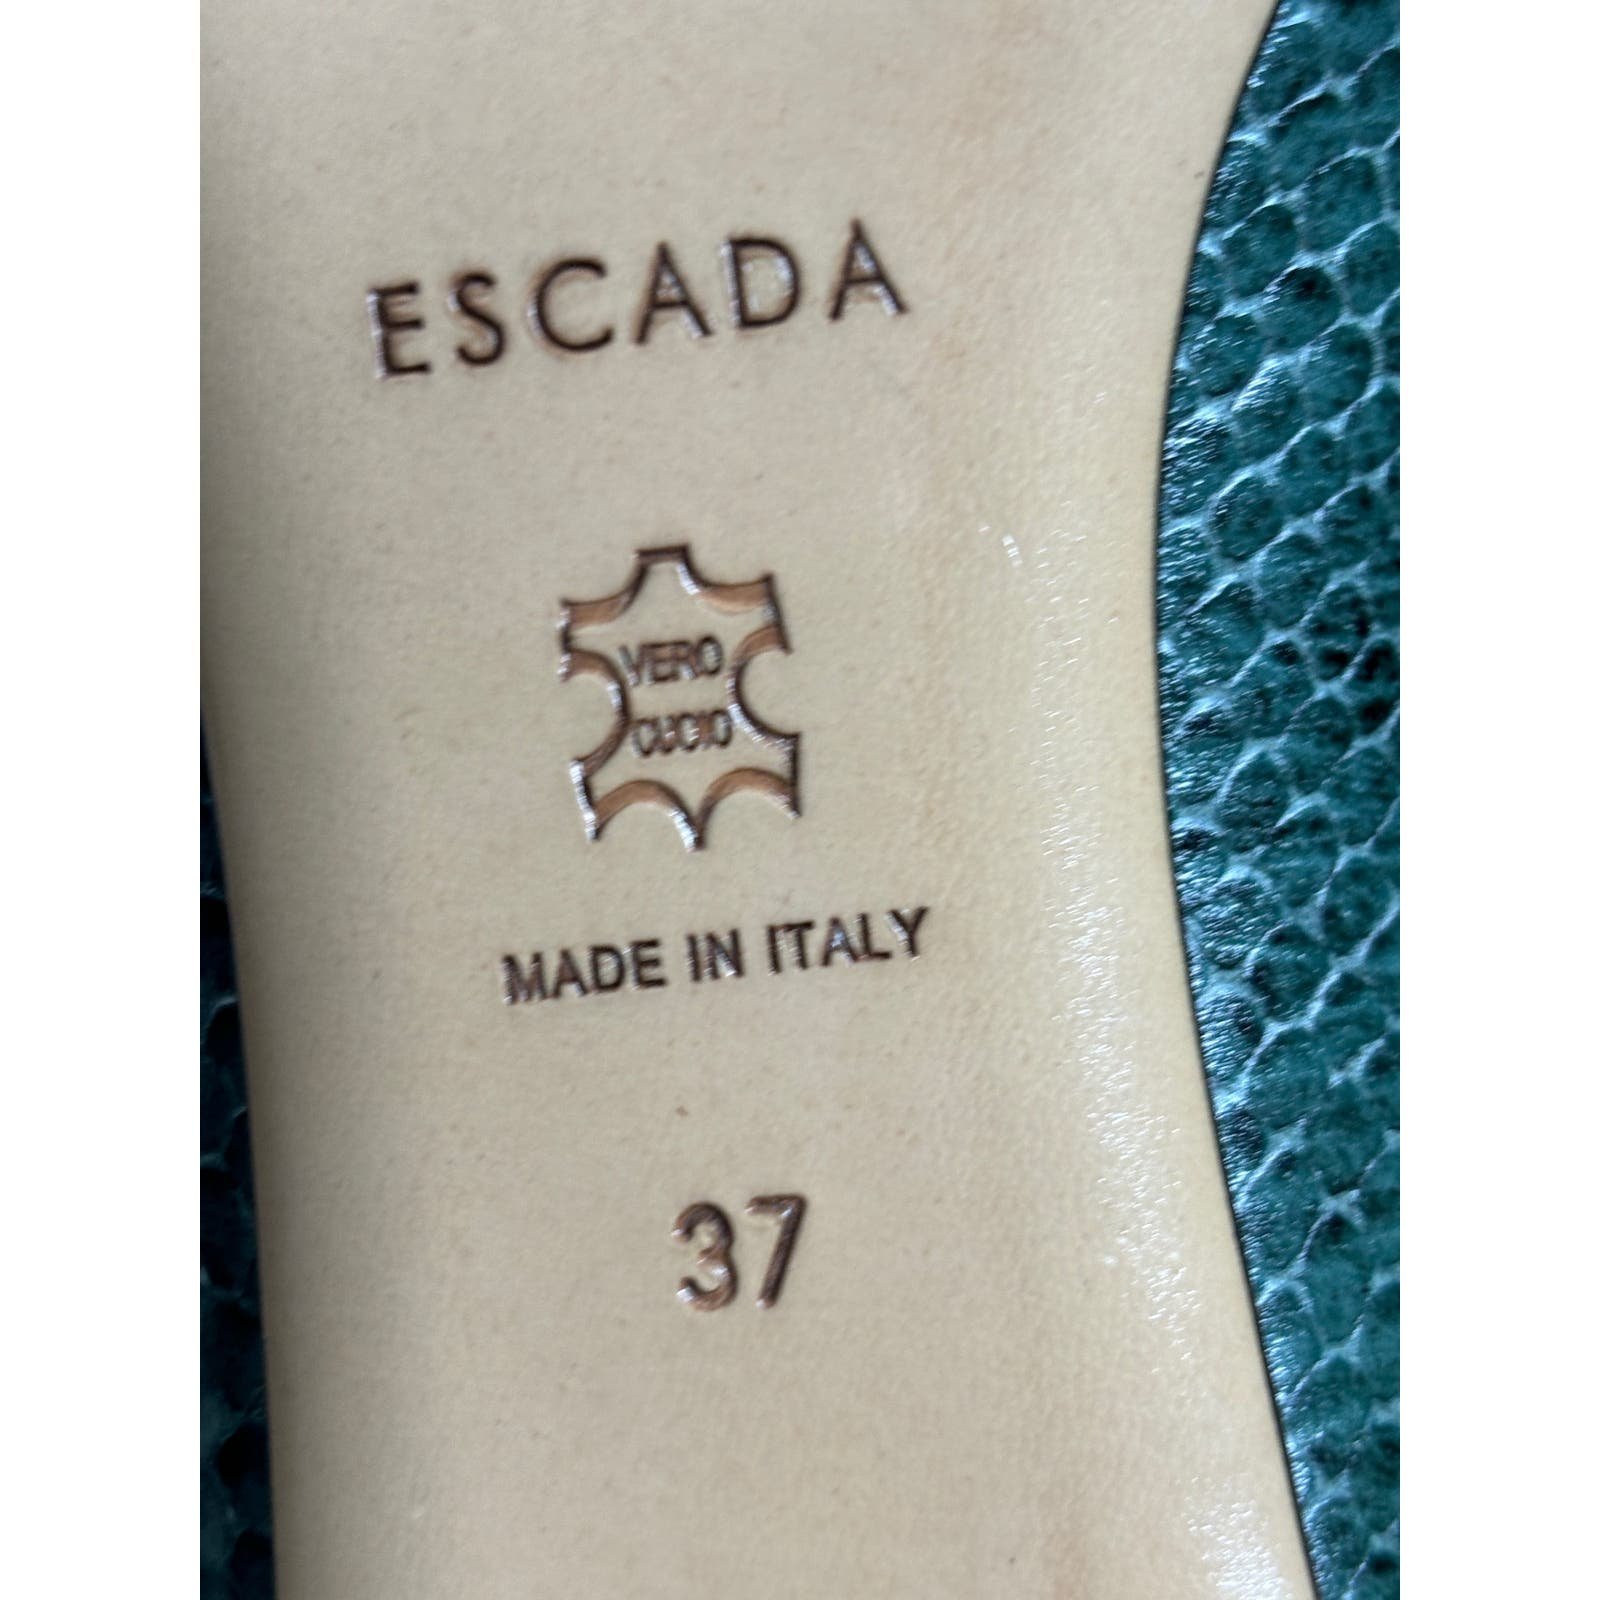 ESCADA
VERO
CUOIO
MADE IN ITALY
37